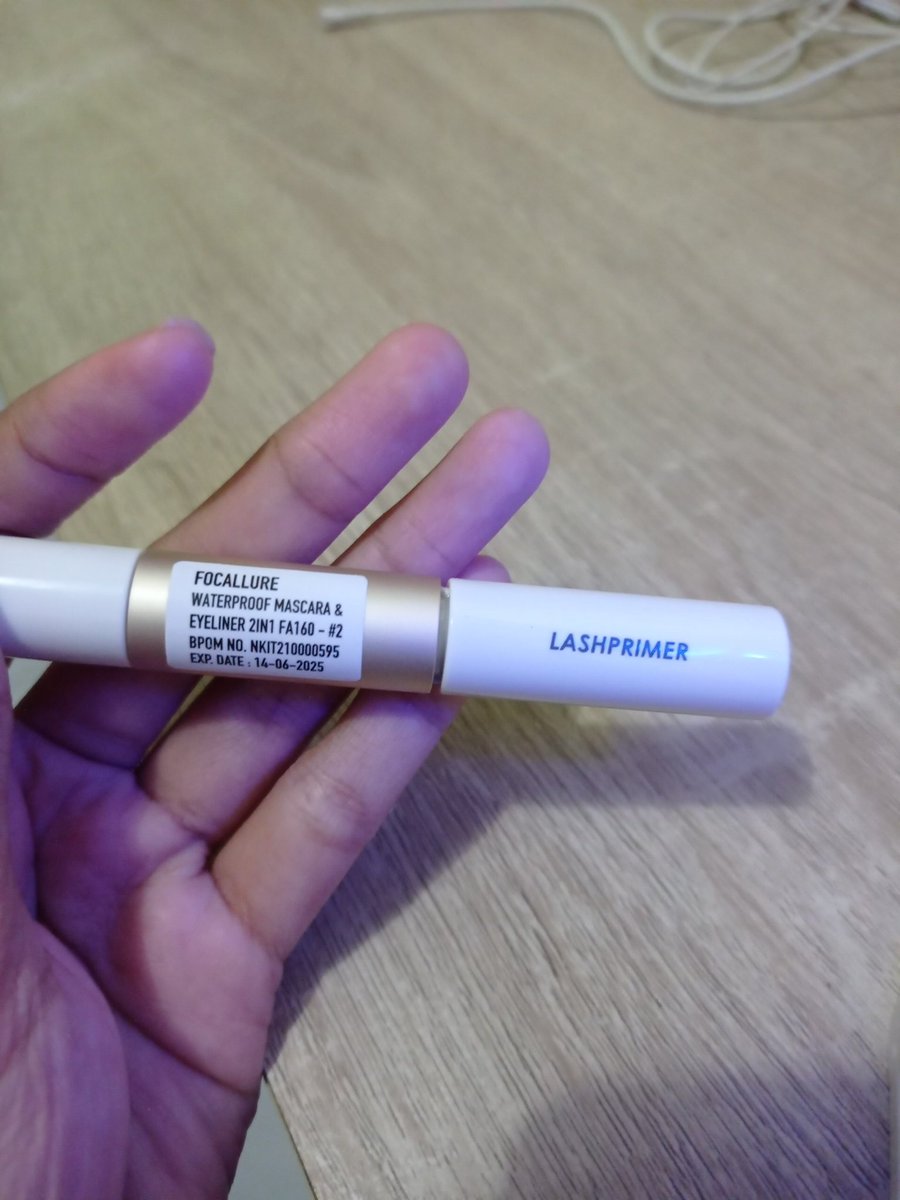 FOCALLURE
WATERPROOF MASCARA &
EYELINER 2IN1 FA160 - #2
BPOM NO. NKIT210000595
EXP. DATE : 14-06-2025
LASHPRIMER